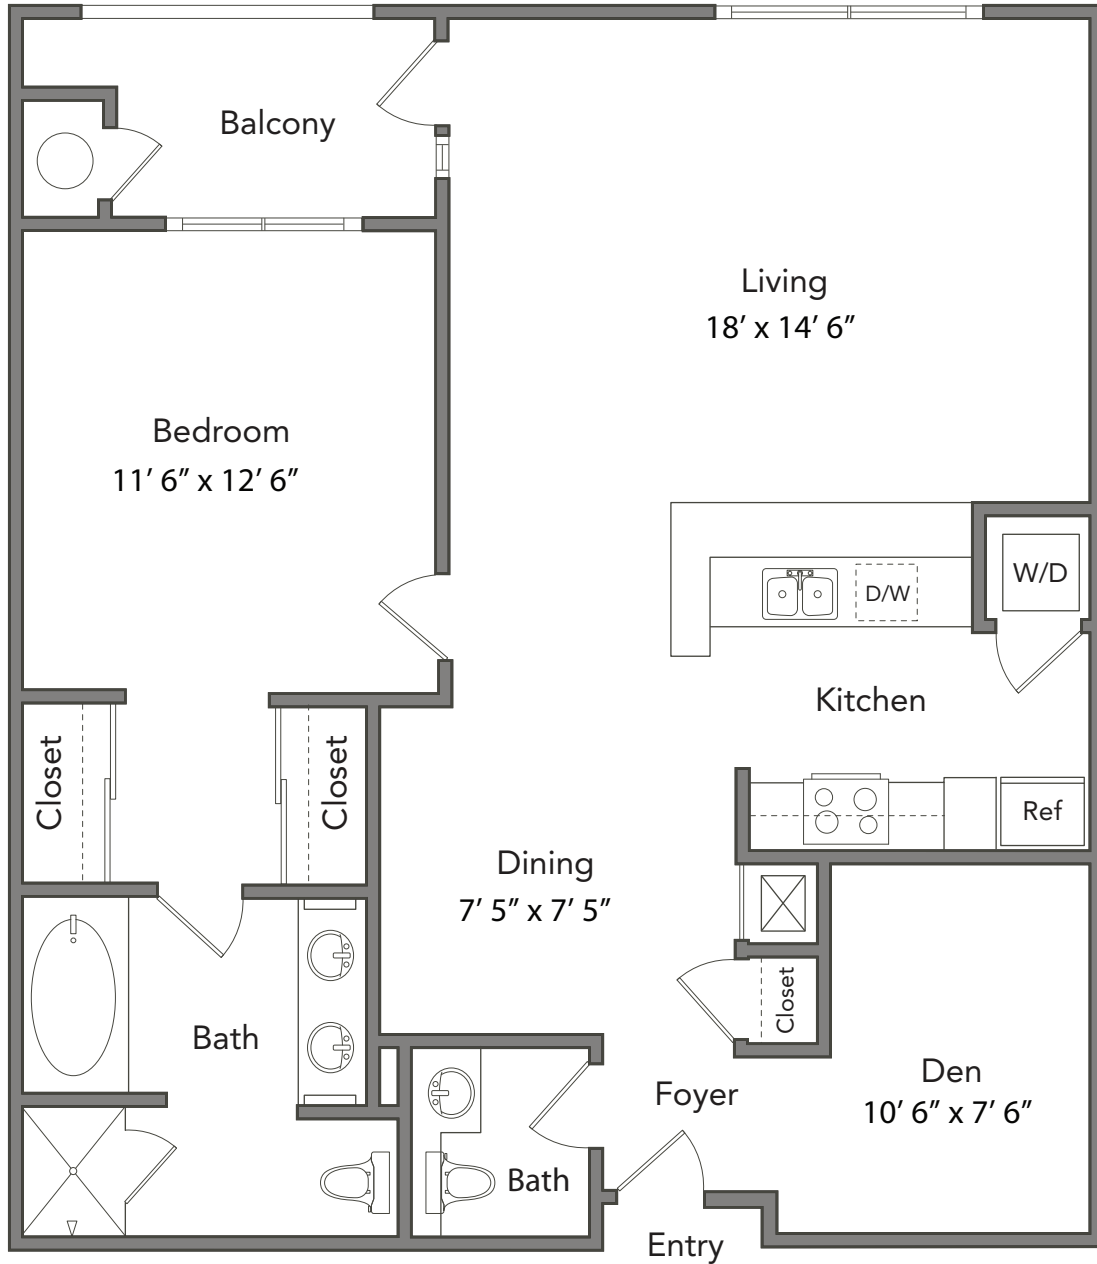 Balcony
Living
18’ x 14’ 6”
Bedroom
11’ 6” x 12’ 6”
W/D
D/W
Kitchen
Closet
Closet
Ref
Dining
7’ 5” x 7’ 5”
Closet
Bath
Den
10’ 6” x 7’ 6”
Foyer
Bath
Entry